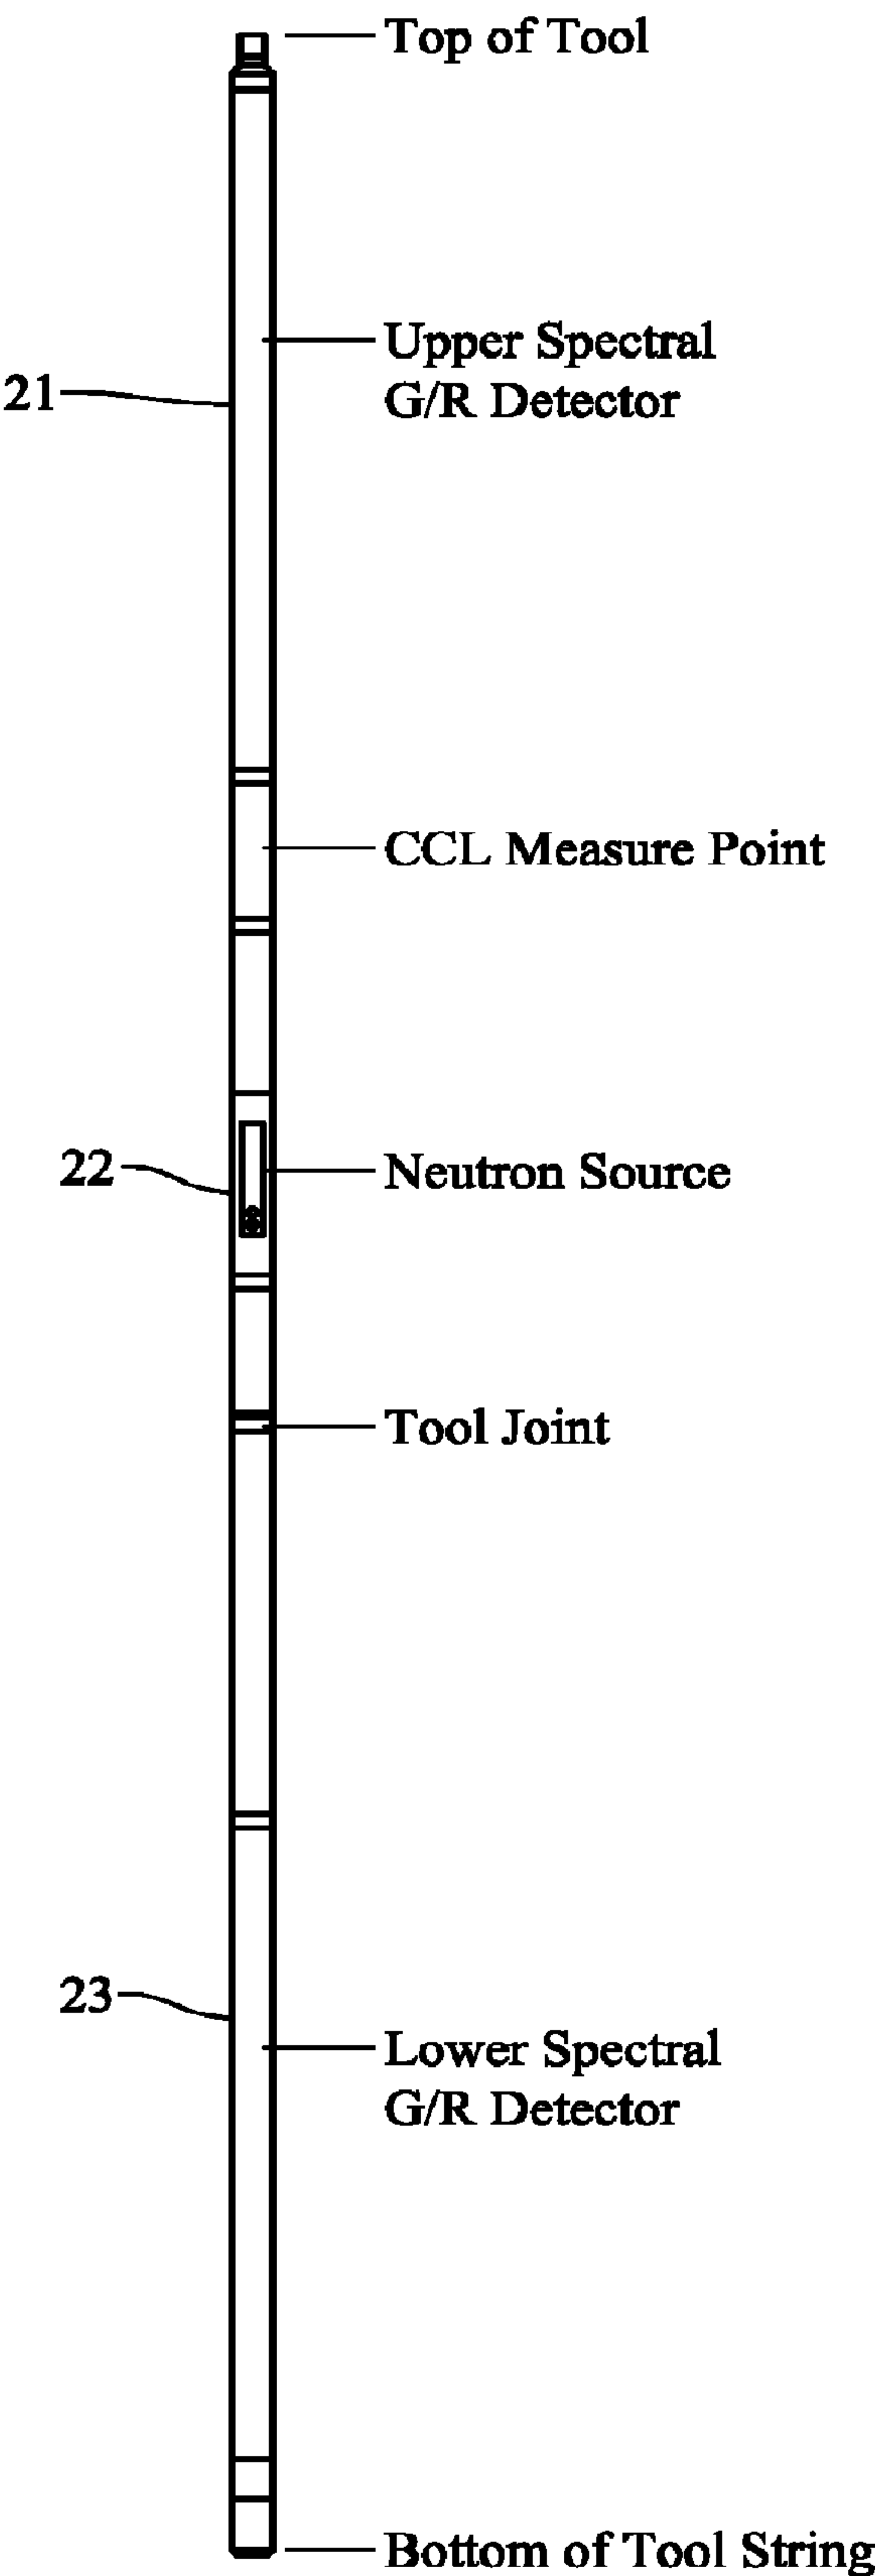 Top of Tool
Upper Spectral
G/R Detector
21
CCL Measure Point
22
Neutron Source
Tool Joint
23
Lower Spectral
G/R Detector
Bottom of Tool String